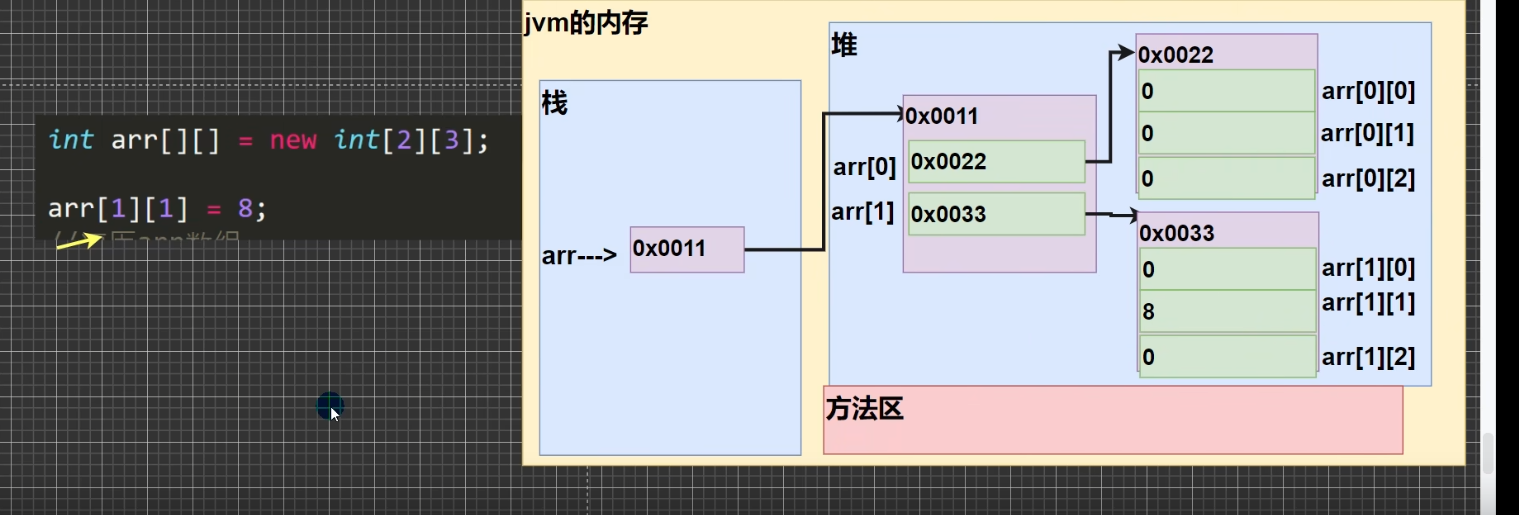 int arr[][] = new int[2][3];
arr[1][1] = 8;
jvm的内存
栈
arr--->
0x0011
堆
0x0011
arr[0]
0x0022
arr[1]
0x0033
0x0022
0
arr[0][0]
0
arr[0][1]
0
arr[0][2]
0x0033
0
arr[1][0]
8
arr[1][1]
0
arr[1][2]
方法区